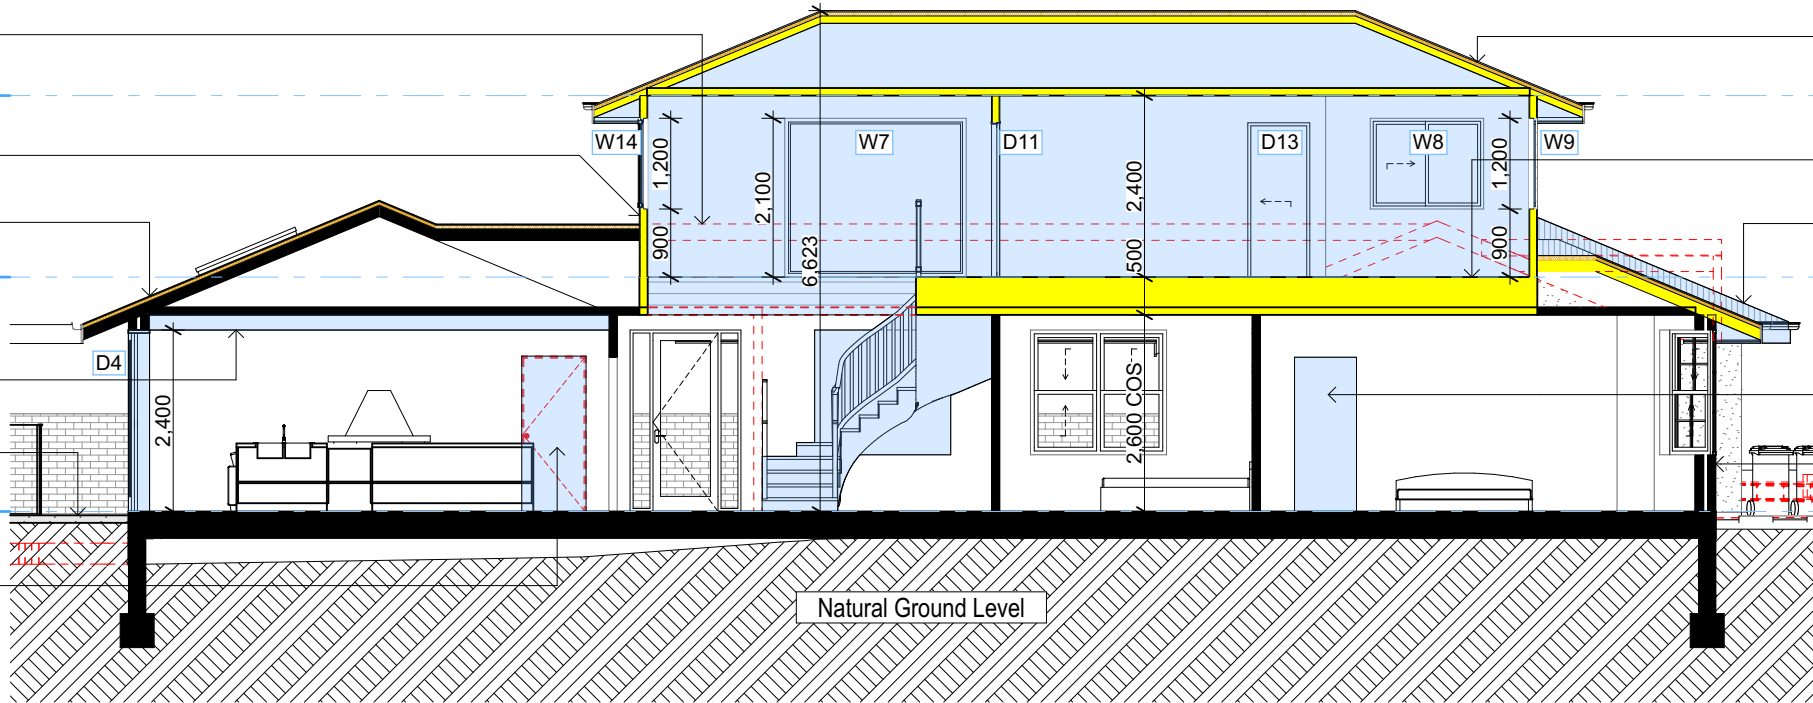 W14
W7
D11
D13
W8
W9
1,200
2,100
900
6,623
2,400
500
1,200
900
D4
2,400
2,600 COS
Natural Ground Level